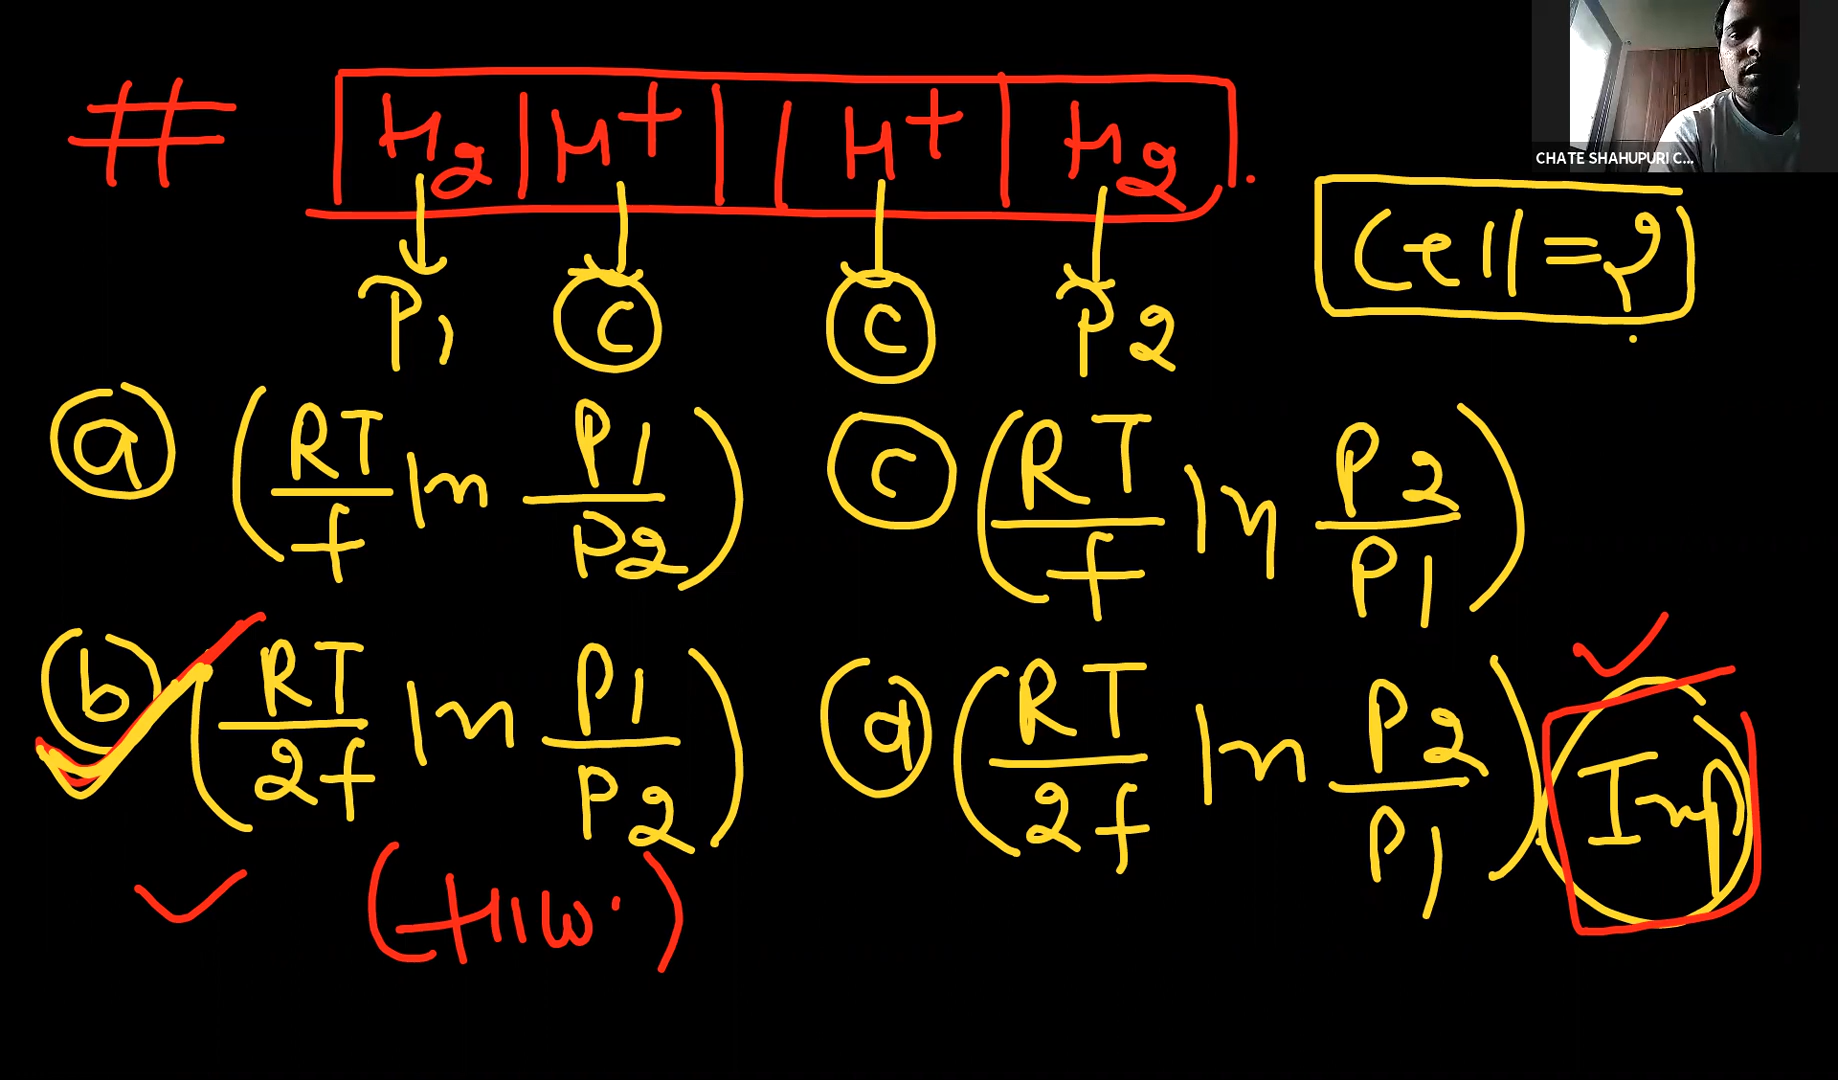 # H2 | H+ | | H+ | H2 .
CHATE SHAHUPURI C...
P1 C C P2
Cell = ?
(a) (RT/f ln P1/P2)
(c) (RT/f ln P2/P1)
(b) (RT/2f ln P1/P2)
(d) (RT/2f ln P2/P1)
Imp
(H/W.)